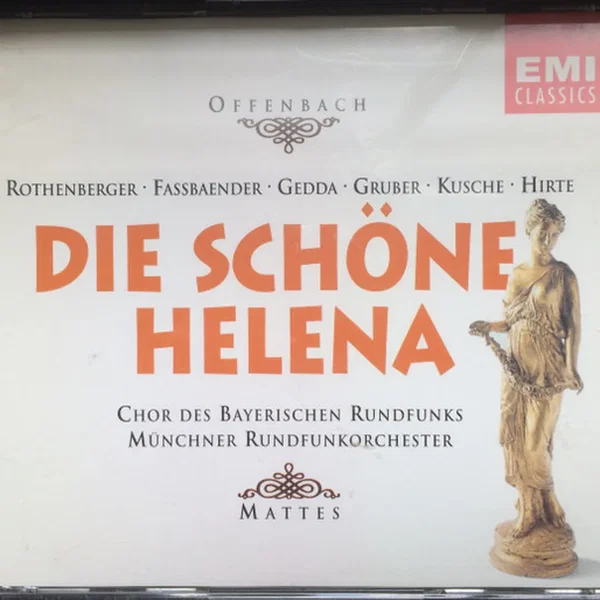 EMI
CLASSICS
OFFENBACH
ROTHENBERGER · FASSBAENDER · GEDDA · GRUBER · KUSCHE · HIRTE
DIE SCHÖNE
HELENA
CHOR DES BAYERISCHEN RUNDFUNKS
MÜNCHNER RUNDFUNKORCHESTER
MATTES